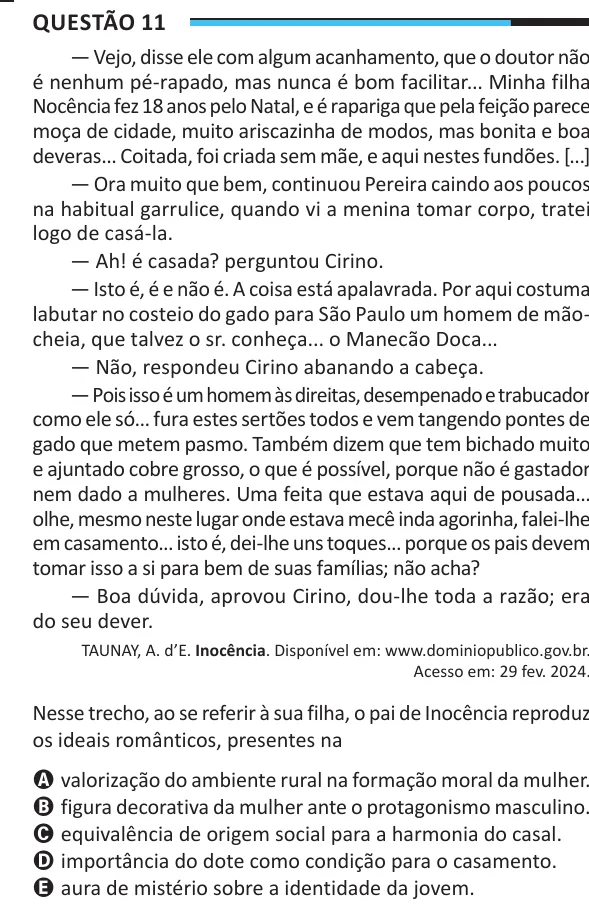 QUESTÃO 11
— Vejo, disse ele com algum acanhamento, que o doutor não
é nenhum pé-rapado, mas nunca é bom facilitar... Minha filha
Nocência fez 18 anos pelo Natal, e é rapariga que pela feição parece
moça de cidade, muito ariscazinha de modos, mas bonita e boa
deveras... Coitada, foi criada sem mãe, e aqui nestes fundões. [...]
— Ora muito que bem, continuou Pereira caindo aos poucos
na habitual garrulice, quando vi a menina tomar corpo, tratei
logo de casá-la.
— Ah! é casada? perguntou Cirino.
— Isto é, é e não é. A coisa está apalavrada. Por aqui costuma
labutar no costeio do gado para São Paulo um homem de mão-
cheia, que talvez o sr. conheça... o Manecão Doca...
— Não, respondeu Cirino abanando a cabeça.
— Pois isso é um homem às direitas, desempenado e trabucador
como ele só... fura estes sertões todos e vem tangendo pontes de
gado que metem pasmo. Também dizem que tem bichado muito
e ajuntado cobre grosso, o que é possível, porque não é gastador
nem dado a mulheres. Uma feita que estava aqui de pousada...
olhe, mesmo neste lugar onde estava mecê inda agorinha, falei-lhe
em casamento... isto é, dei-lhe uns toques... porque os pais devem
tomar isso a si para bem de suas famílias; não acha?
— Boa dúvida, aprovou Cirino, dou-lhe toda a razão; era
do seu dever.
TAUNAY, A. d’E. Inocência. Disponível em: www.dominiopublico.gov.br.
Acesso em: 29 fev. 2024.
Nesse trecho, ao se referir à sua filha, o pai de Inocência reproduz
os ideais românticos, presentes na
A valorização do ambiente rural na formação moral da mulher.
B figura decorativa da mulher ante o protagonismo masculino.
C equivalência de origem social para a harmonia do casal.
D importância do dote como condição para o casamento.
E aura de mistério sobre a identidade da jovem.